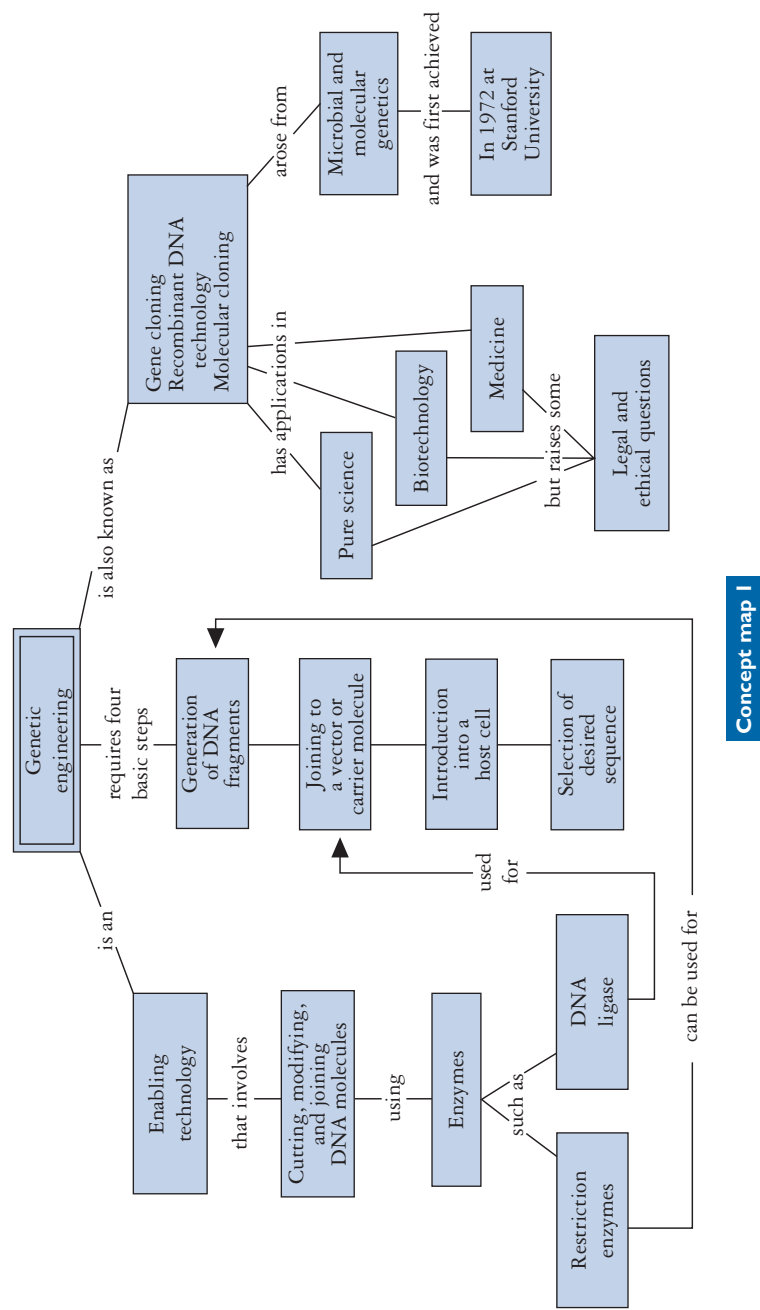 Genetic
engineering
is an
requires four
basic steps
is also known as
Enabling
technology
that involves
Cutting, modifying,
and joining
DNA molecules
using
Enzymes
such as
Restriction
enzymes
DNA
ligase
used
for
can be used for
Generation
of DNA
fragments
Joining to
a vector or
carrier molecule
Introduction
into a
host cell
Selection of
desired
sequence
Gene cloning
Recombinant DNA
technology
Molecular cloning
has applications in
Pure science
Biotechnology
Medicine
but raises some
Legal and
ethical questions
arose from
Microbial and
molecular
genetics
and was first achieved
In 1972 at
Stanford
University
Concept map I